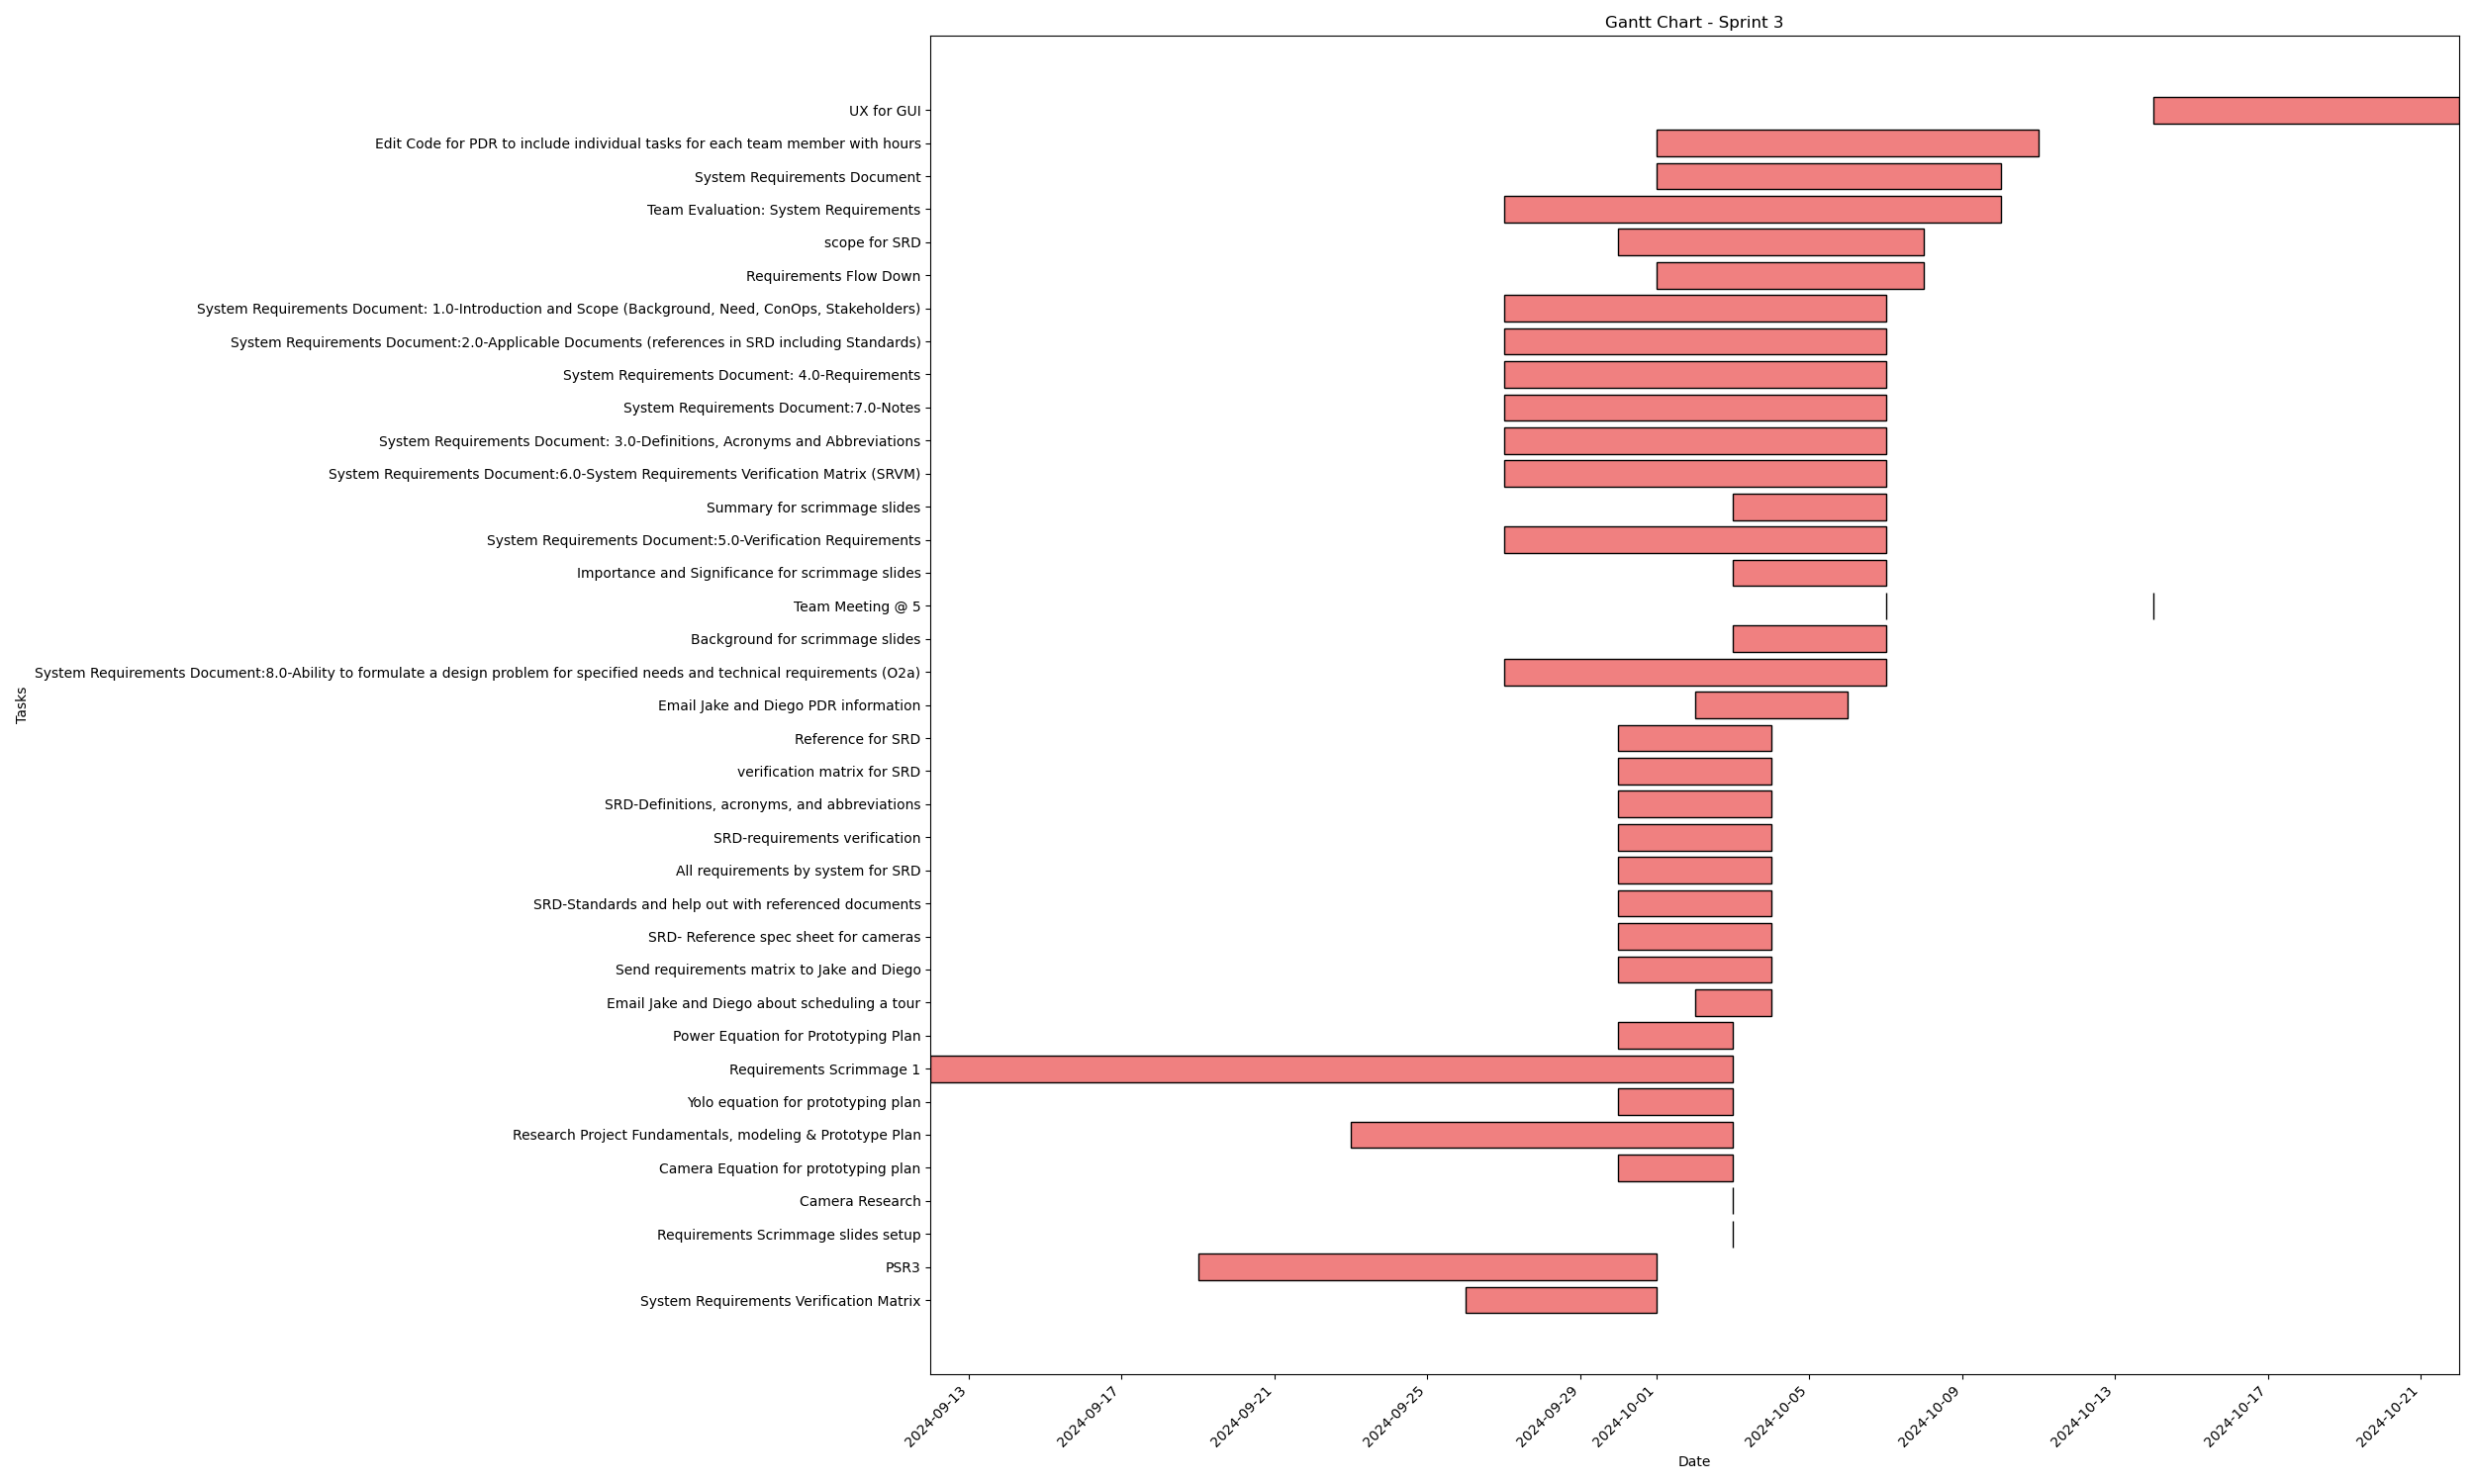 Gantt Chart - Sprint 3
UX for GUI
Edit Code for PDR to include individual tasks for each team member with hours
System Requirements Document
Team Evaluation: System Requirements
scope for SRD
Requirements Flow Down
System Requirements Document: 1.0-Introduction and Scope (Background, Need, ConOps, Stakeholders)
System Requirements Document:2.0-Applicable Documents (references in SRD including Standards)
System Requirements Document: 4.0-Requirements
System Requirements Document:7.0-Notes
System Requirements Document: 3.0-Definitions, Acronyms and Abbreviations
System Requirements Document:6.0-System Requirements Verification Matrix (SRVM)
Summary for scrimmage slides
System Requirements Document:5.0-Verification Requirements
Importance and Significance for scrimmage slides
Team Meeting @ 5
Background for scrimmage slides
System Requirements Document:8.0-Ability to formulate a design problem for specified needs and technical requirements (O2a)
Email Jake and Diego PDR information
Reference for SRD
verification matrix for SRD
SRD-Definitions, acronyms, and abbreviations
SRD-requirements verification
All requirements by system for SRD
SRD-Standards and help out with referenced documents
SRD- Reference spec sheet for cameras
Send requirements matrix to Jake and Diego
Email Jake and Diego about scheduling a tour
Power Equation for Prototyping Plan
Requirements Scrimmage 1
Yolo equation for prototyping plan
Research Project Fundamentals, modeling & Prototype Plan
Camera Equation for prototyping plan
Camera Research
Requirements Scrimmage slides setup
PSR3
System Requirements Verification Matrix
Tasks
2024-09-13
2024-09-17
2024-09-21
2024-09-25
2024-09-29
2024-10-01
2024-10-05
2024-10-09
2024-10-13
2024-10-17
2024-10-21
Date